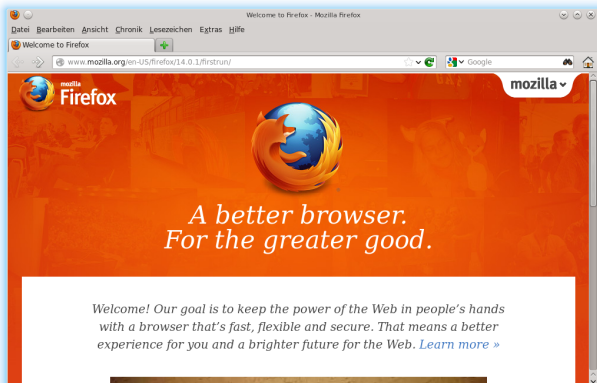 Welcome to Firefox - Mozilla Firefox
Datei Bearbeiten Ansicht Chronik Lesezeichen Extras Hilfe
Welcome to Firefox
www.mozilla.org/en-US/firefox/14.0.1/firstrun/
Google
mozilla
Firefox
mozilla
A better browser.
For the greater good.
Welcome! Our goal is to keep the power of the Web in people's hands
with a browser that's fast, flexible and secure. That means a better
experience for you and a brighter future for the Web. Learn more »